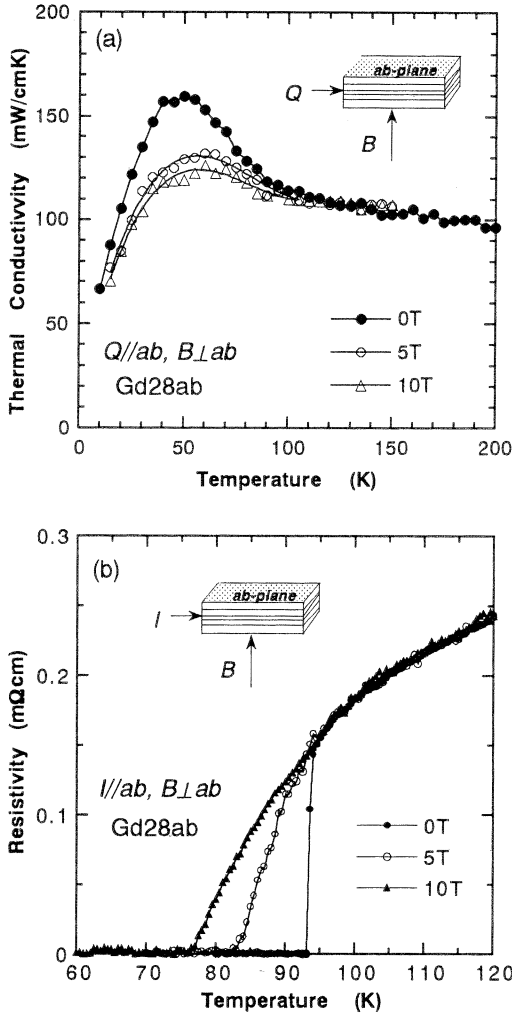 (a)
200
150
100
50
0
Thermal Conductivvity (mW/cmK)
ab-plane
Q
B
0T
5T
10T
Q//ab, B⊥ab
Gd28ab
0 50 100 150 200
Temperature (K)
(b)
0.3
0.2
0.1
0
Resistivity (mΩcm)
ab-plane
I
B
I//ab, B⊥ab
Gd28ab
0T
5T
10T
60 70 80 90 100 110 120
Temperature (K)